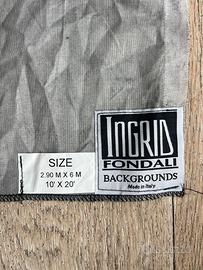 SIZE
2.90 M X 6 M
10' X 20'
INGRID
FONDALI
BACKGROUNDS
Made in Italy